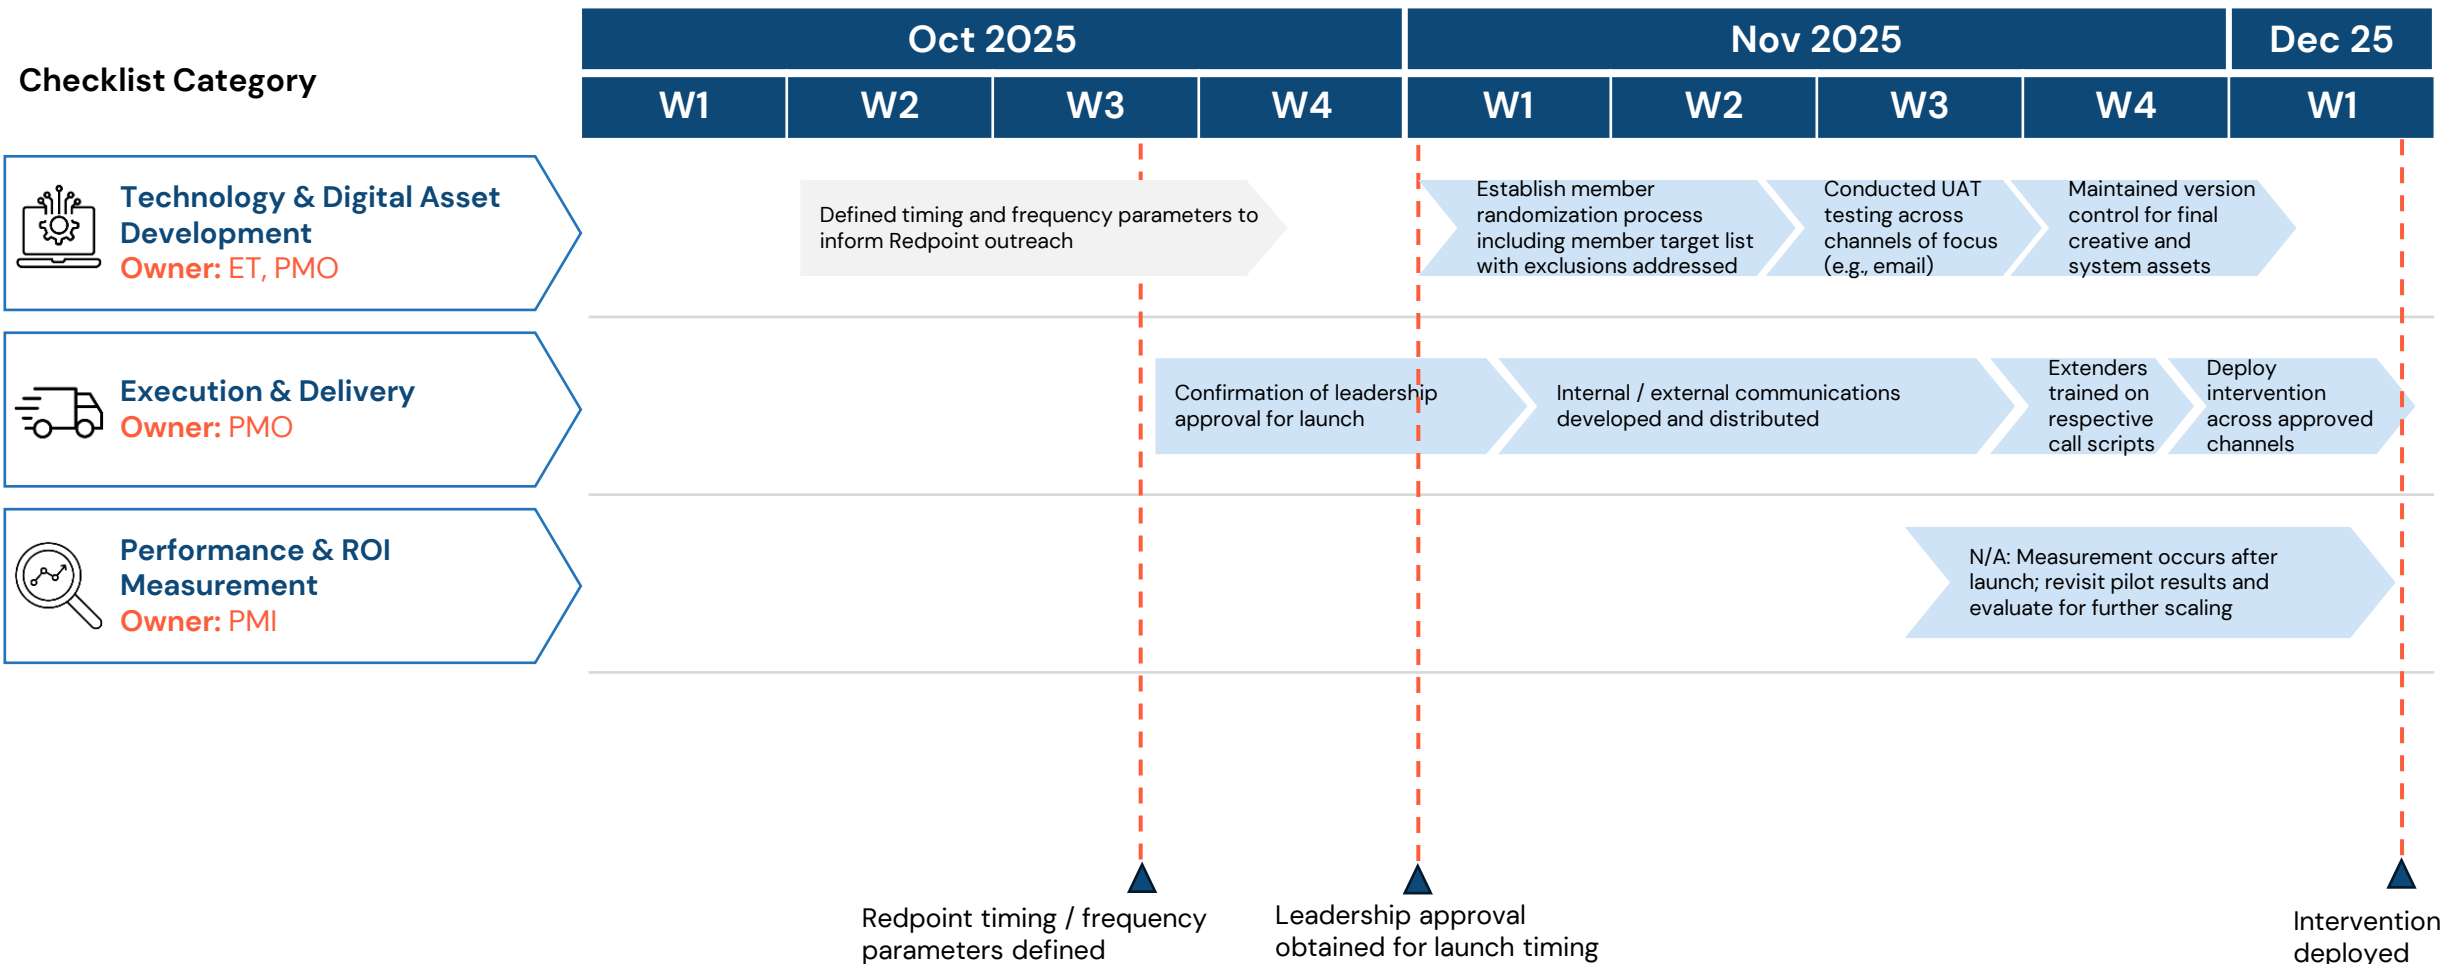 Oct 2025
Nov 2025
Dec 25
Checklist Category
W1
W2
W3
W4
W1
W2
W3
W4
W1
Technology & Digital Asset
Development
Owner: ET, PMO
Defined timing and frequency parameters to
inform Redpoint outreach
Establish member
randomization process
including member target list
with exclusions addressed
Conducted UAT
testing across
channels of focus
(e.g., email)
Maintained version
control for final
creative and
system assets
Execution & Delivery
Owner: PMO
Confirmation of leadership
approval for launch
Internal / external communications
developed and distributed
Extenders
trained on
respective
call scripts
Deploy
intervention
across approved
channels
Performance & ROI
Measurement
Owner: PMI
N/A: Measurement occurs after
launch; revisit pilot results and
evaluate for further scaling
Redpoint timing / frequency
parameters defined
Leadership approval
obtained for launch timing
Intervention
deployed